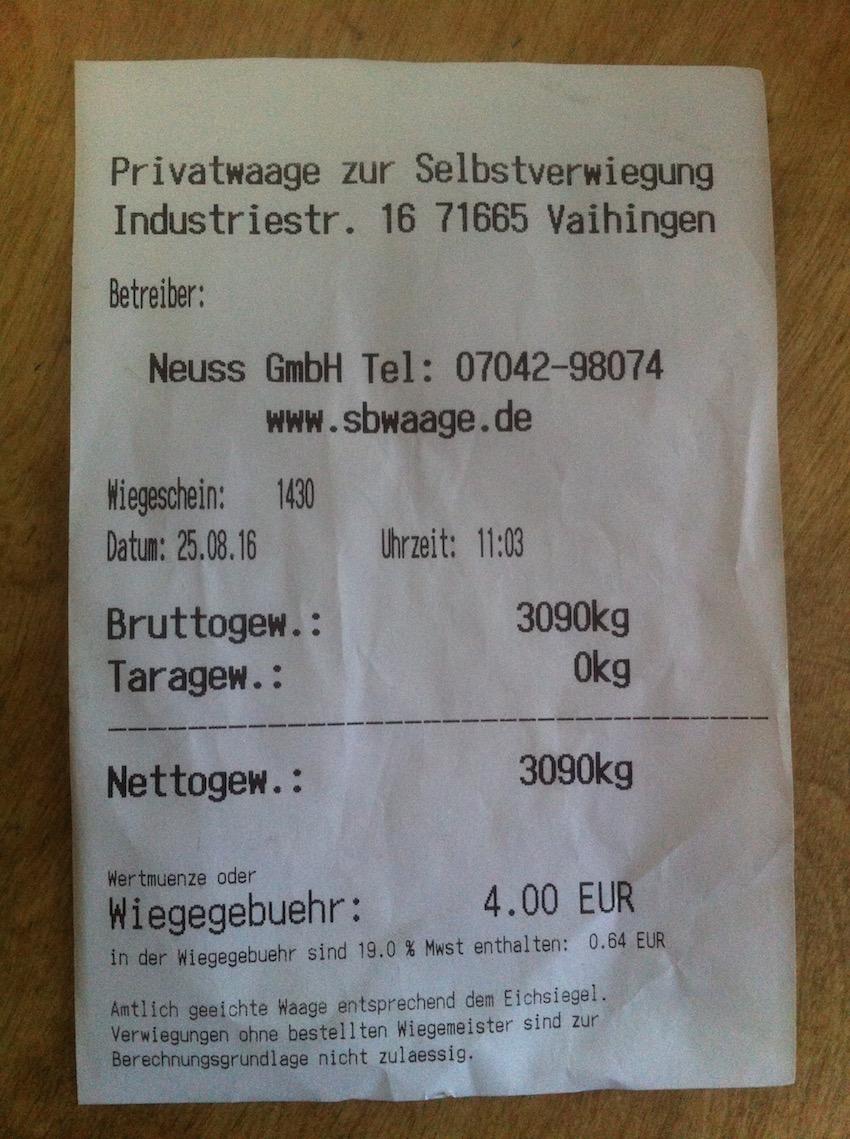 Privatwaage zur Selbstverwiegung
Industriestr. 16 71665 Vaihingen
Betreiber:
Neuss GmbH Tel: 07042-98074
www.sbwaage.de
Wiegeschein: 1430
Datum: 25.08.16 Uhrzeit: 11:03
Bruttogew.: 3090kg
Taragew.: 0kg
Nettogew.: 3090kg
Wertmuenze oder
Wiegegebuehr: 4.00 EUR
in der Wiegegebuehr sind 19.0 % Mwst enthalten: 0.64 EUR
Amtlich geeichte Waage entsprechend dem Eichsiegel.
Verwiegungen ohne bestellten Wiegemeister sind zur
Berechnungsgrundlage nicht zulaessig.